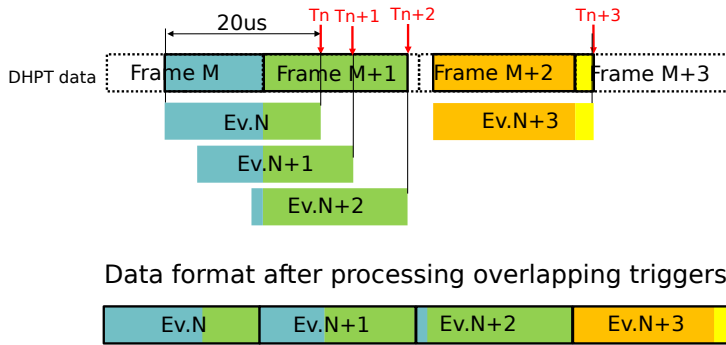 20us
Tn
Tn+1
Tn+2
Tn+3
DHPT data
Frame M
Frame M+1
Frame M+2
Frame M+3
Ev.N
Ev.N+3
Ev.N+1
Ev.N+2
Data format after processing overlapping triggers
Ev.N
Ev.N+1
Ev.N+2
Ev.N+3